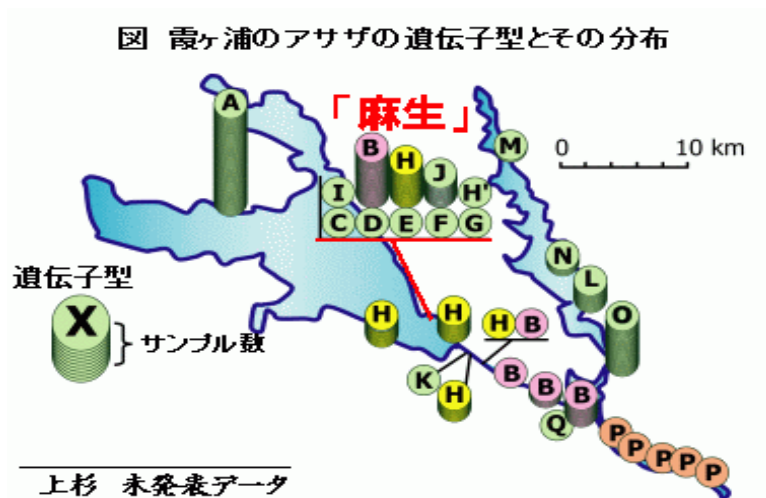 図 霞ヶ浦のアサザの遺伝子型とその分布
「麻生」
A
M
0 10 km
B H J
I H'
C D E F G
N
L
遺伝子型
X
サンプル数
O
H H H B
K B B B
H
Q
P P P P P
上杉 未発表データ